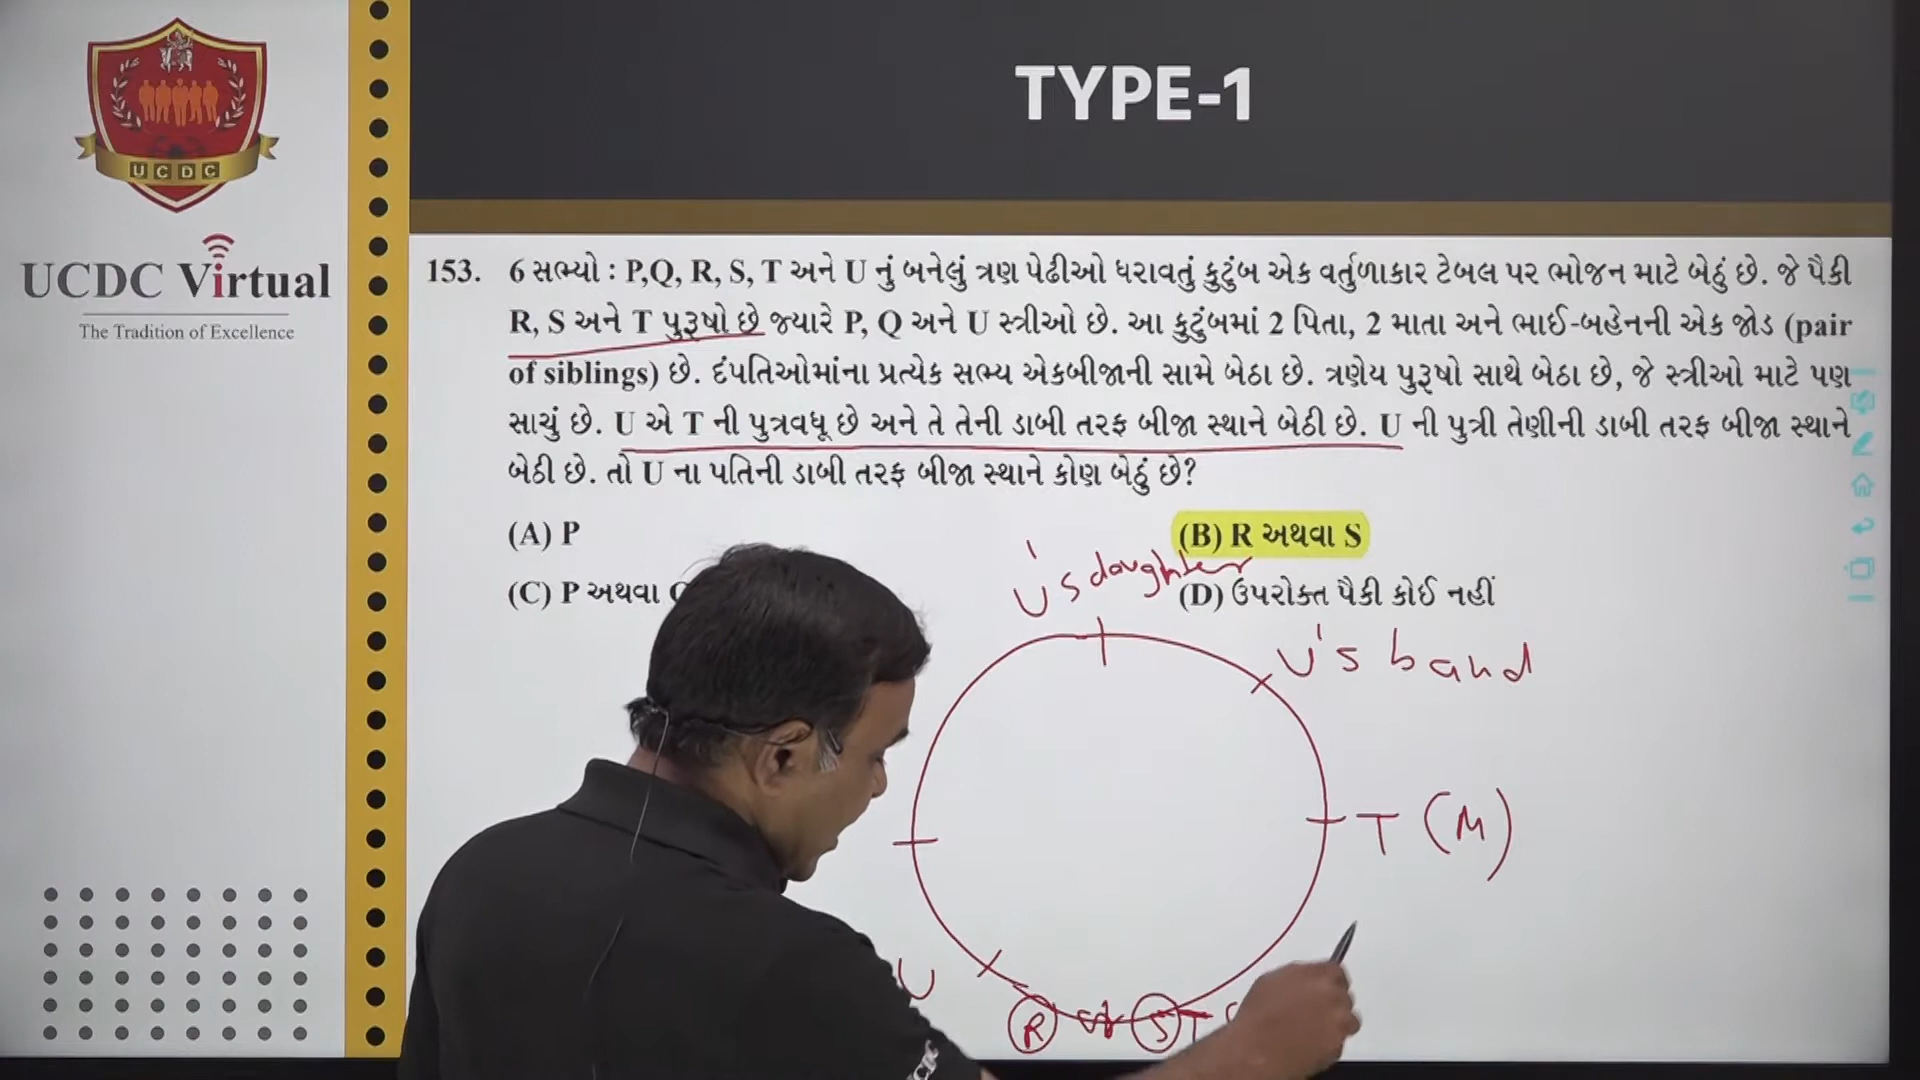 UCDC
UCDC Virtual
The Tradition of Excellence
TYPE-1
153. 6 સભ્યો : P,Q, R, S, T અને U નું બનેલું ત્રણ પેઢીઓ ધરાવતું કુટુંબ એક વર્તુળાકાર ટેબલ પર ભોજન માટે બેઠું છે. જે પૈકી
R, S અને T પુરૂષો છે જ્યારે P, Q અને U સ્ત્રીઓ છે. આ કુટુંબમાં 2 પિતા, 2 માતા અને ભાઈ-બહેનની એક જોડ (pair
of siblings) છે. દંપતિઓમાંના પ્રત્યેક સભ્ય એકબીજાની સામે બેઠા છે. ત્રણેય પુરૂષો સાથે બેઠા છે, જે સ્ત્રીઓ માટે પણ
સાચું છે. U એ T ની પુત્રવધૂ છે અને તે તેની ડાબી તરફ બીજા સ્થાને બેઠી છે. U ની પુત્રી તેણીની ડાબી તરફ બીજા સ્થાને
બેઠી છે. તો U ના પતિની ડાબી તરફ બીજા સ્થાને કોણ બેઠું છે?
(A) P (B) R અથવા S
(C) P અથવા (D) ઉપરોક્ત પૈકી કોઈ નહીં
U's daughter
U's band
T (M)
U
R or S